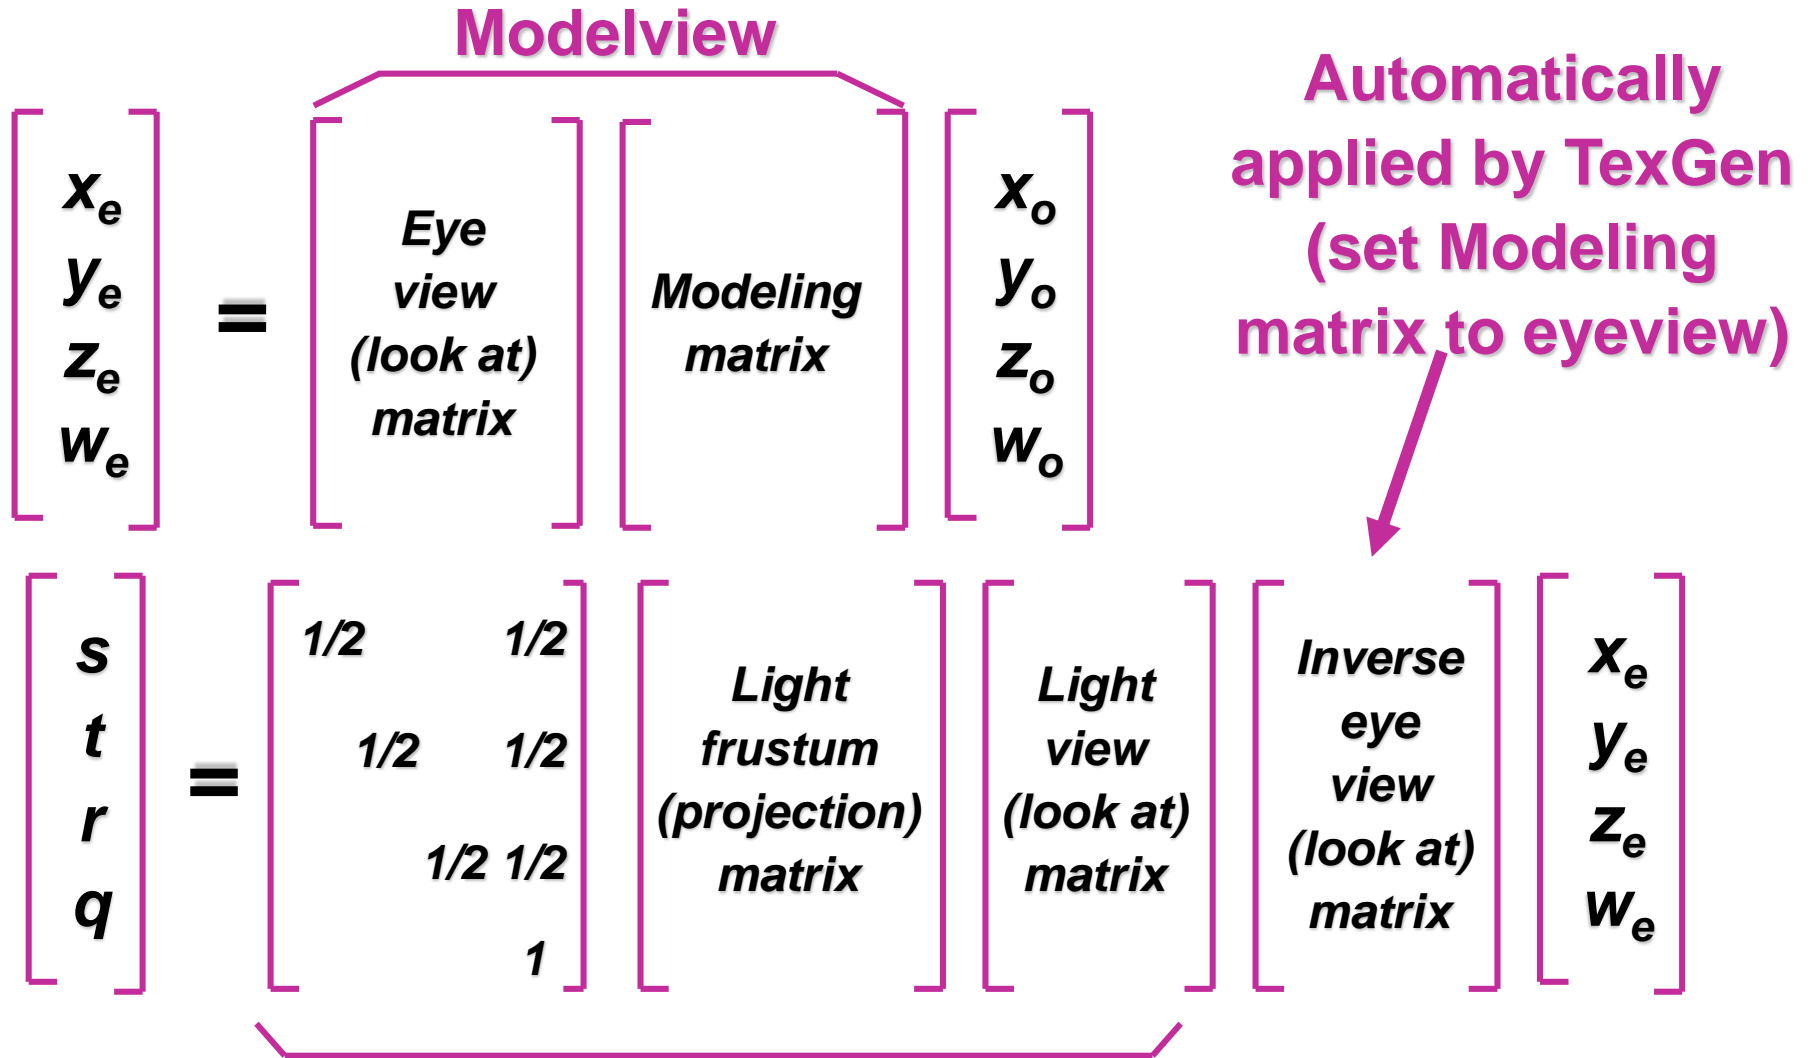 Modelview
Automatically
applied by TexGen
(set Modeling
matrix to eyeview)
xe
ye
ze
we
=
Eye
view
(look at)
matrix
Modeling
matrix
xo
yo
zo
wo
s
t
r
q
=
1/2 1/2
1/2 1/2
1/2 1/2
1
Light
frustum
(projection)
matrix
Light
view
(look at)
matrix
Inverse
eye
view
(look at)
matrix
xe
ye
ze
we